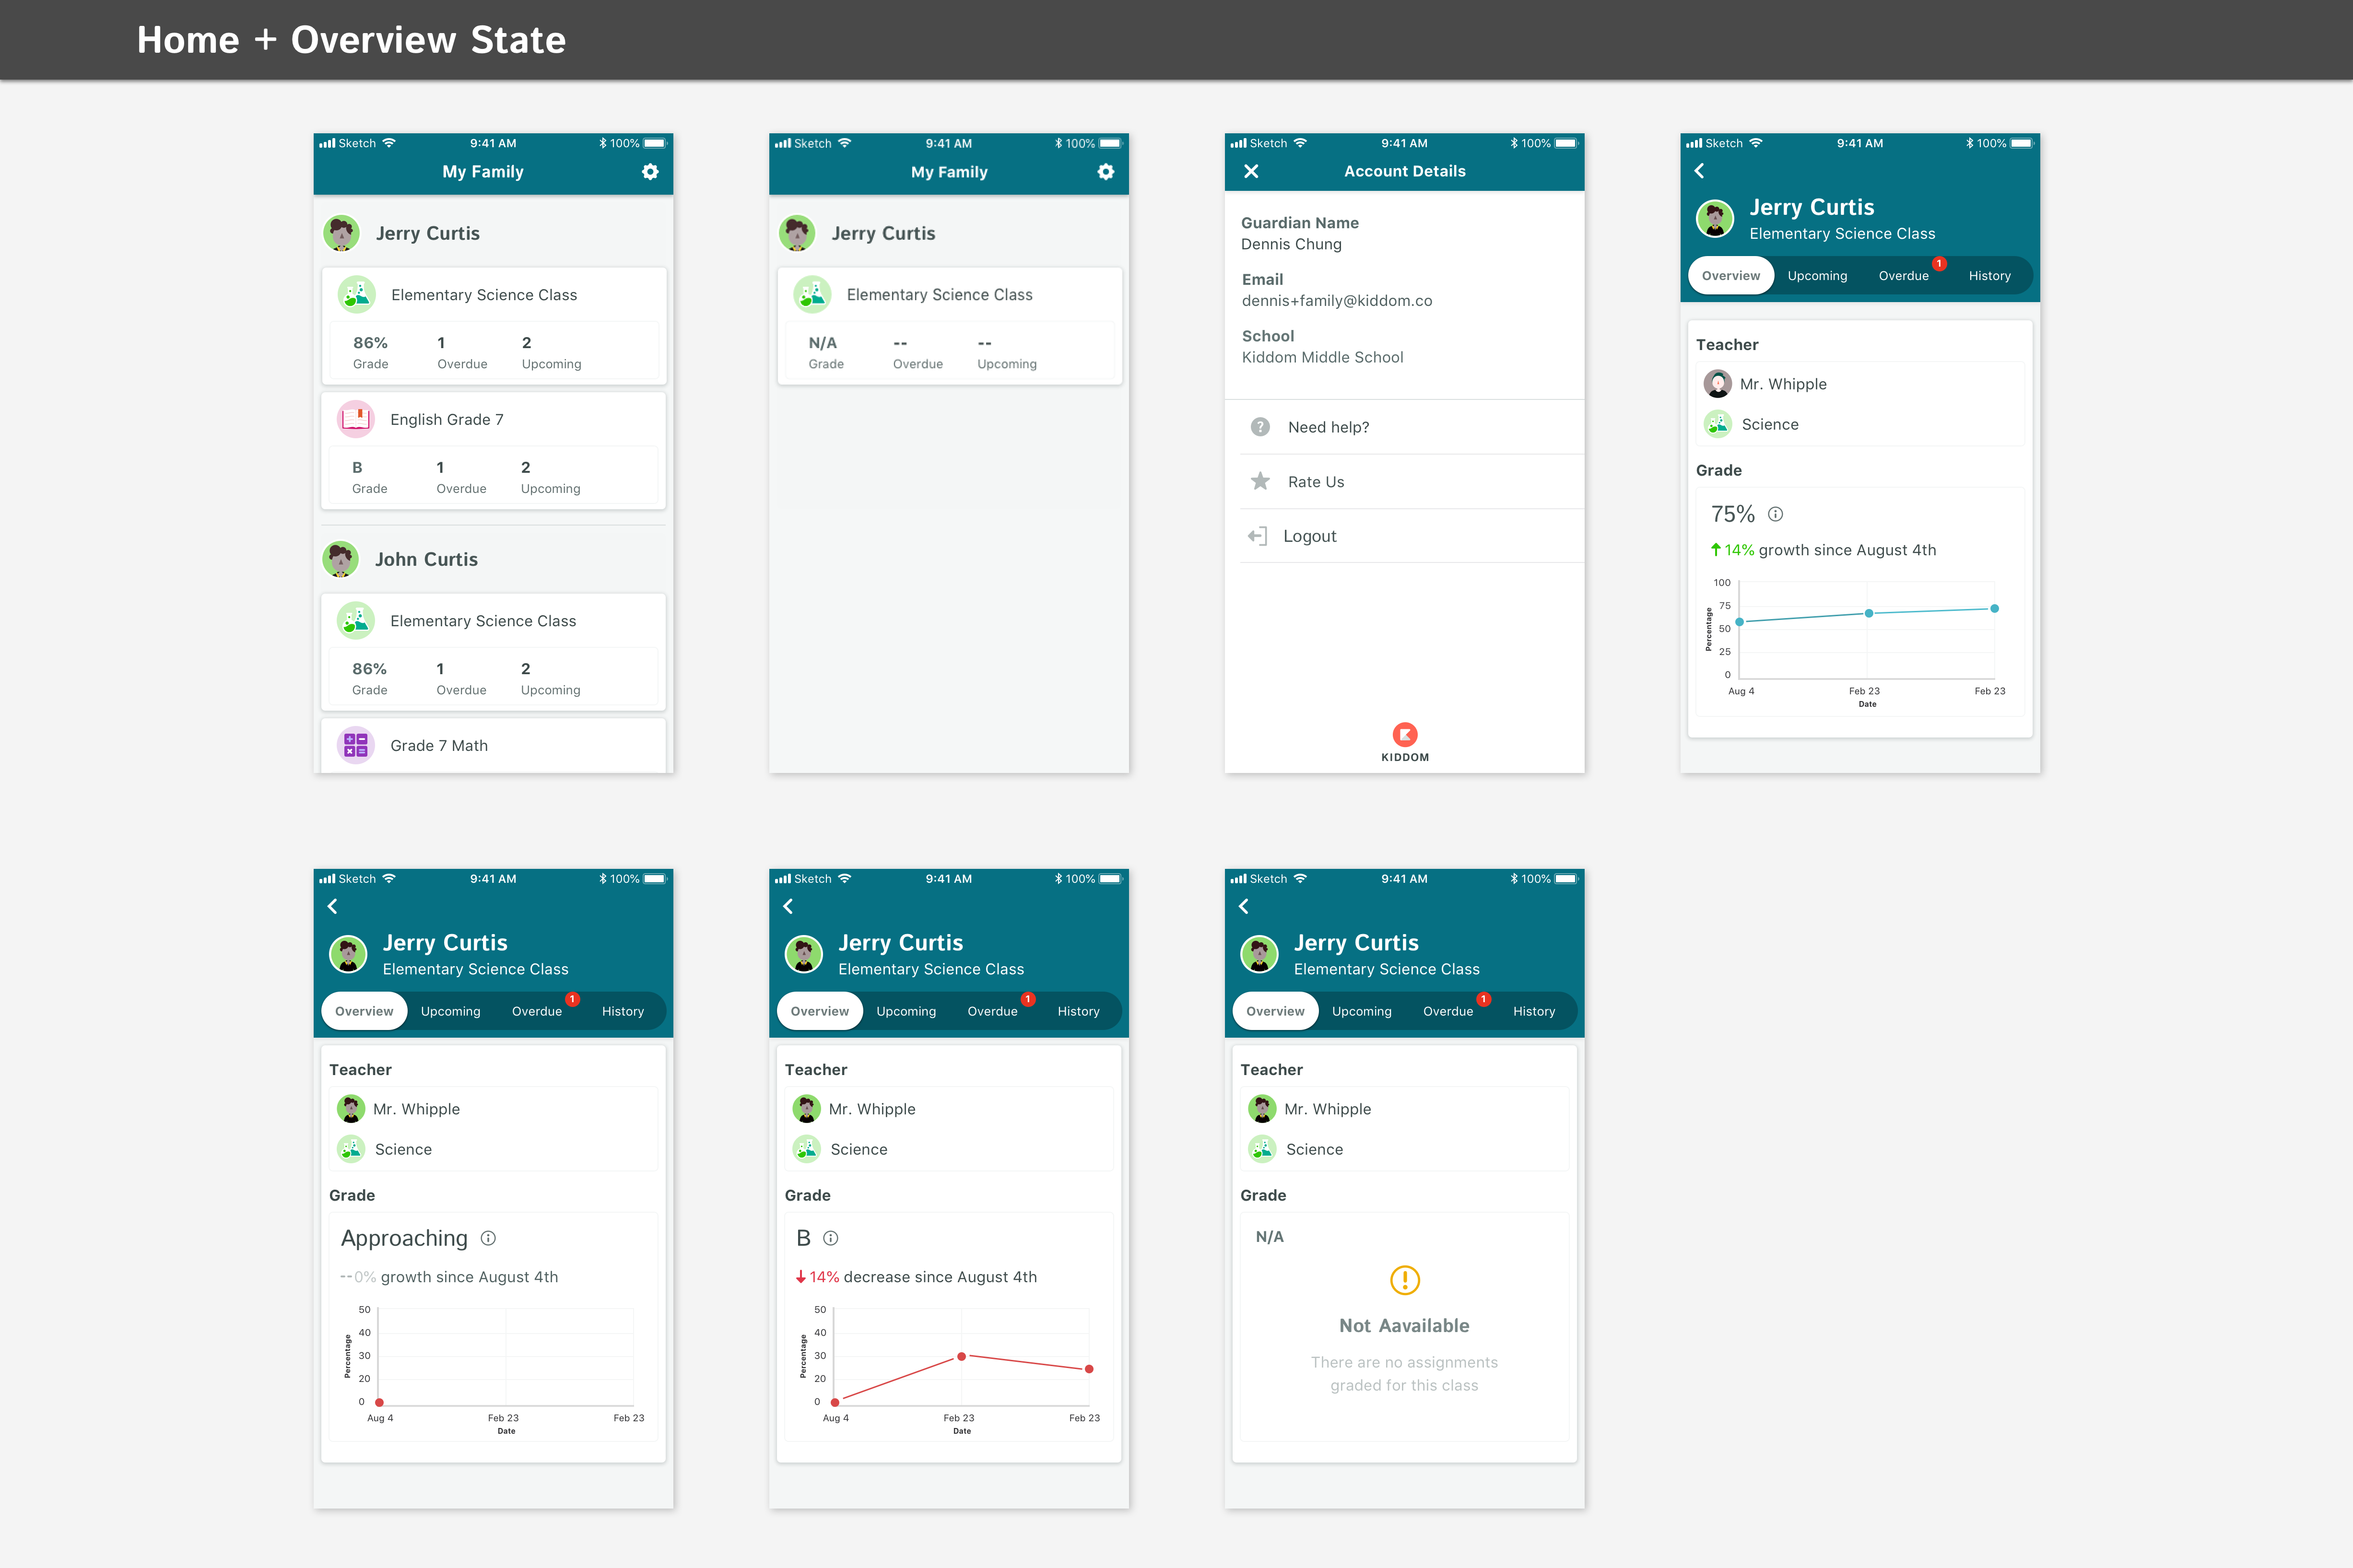 Home + Overview State
Sketch 9:41 AM 100%
My Family
Jerry Curtis
Elementary Science Class
86% 1 2
Grade Overdue Upcoming
English Grade 7
B 1 2
Grade Overdue Upcoming
John Curtis
Elementary Science Class
86% 1 2
Grade Overdue Upcoming
Grade 7 Math
Sketch 9:41 AM 100%
My Family
Jerry Curtis
Elementary Science Class
N/A -- --
Grade Overdue Upcoming
Sketch 9:41 AM 100%
Account Details
Guardian Name
Dennis Chung
Email
dennis+family@kiddom.co
School
Kiddom Middle School
? Need help?
Rate Us
Logout
KIDDOM
Sketch 9:41 AM 100%
Jerry Curtis
Elementary Science Class
Overview Upcoming Overdue 1 History
Teacher
Mr. Whipple
Science
Grade
75%
14% growth since August 4th
100
75
50
25
0
Percentage
Aug 4 Feb 23 Feb 23
Date
Sketch 9:41 AM 100%
Jerry Curtis
Elementary Science Class
Overview Upcoming Overdue 1 History
Teacher
Mr. Whipple
Science
Grade
Approaching
--0% growth since August 4th
50
40
30
20
0
Percentage
Aug 4 Feb 23 Feb 23
Date
Sketch 9:41 AM 100%
Jerry Curtis
Elementary Science Class
Overview Upcoming Overdue 1 History
Teacher
Mr. Whipple
Science
Grade
B
14% decrease since August 4th
50
40
30
20
0
Percentage
Aug 4 Feb 23 Feb 23
Date
Sketch 9:41 AM 100%
Jerry Curtis
Elementary Science Class
Overview Upcoming Overdue 1 History
Teacher
Mr. Whipple
Science
Grade
N/A
Not Aavailable
There are no assignments
graded for this class